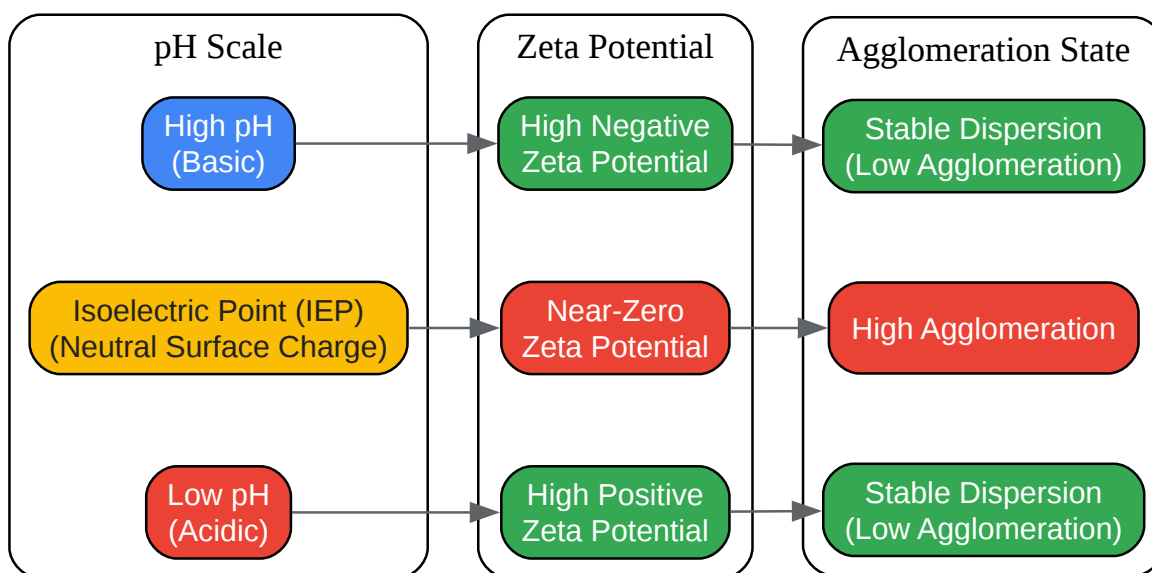 pH Scale
Zeta Potential
Agglomeration State
High pH
(Basic)
High Negative
Zeta Potential
Stable Dispersion
(Low Agglomeration)
Isoelectric Point (IEP)
(Neutral Surface Charge)
Near-Zero
Zeta Potential
High Agglomeration
Low pH
(Acidic)
High Positive
Zeta Potential
Stable Dispersion
(Low Agglomeration)